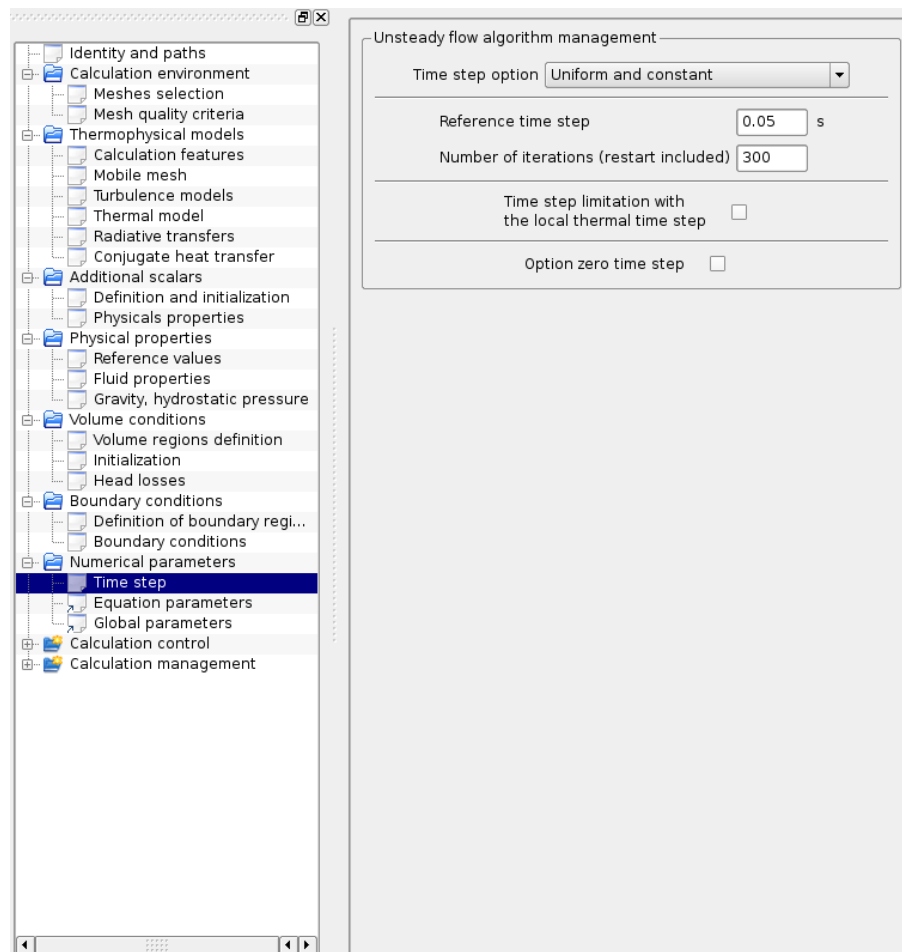 Identity and paths
Calculation environment
Meshes selection
Mesh quality criteria
Thermophysical models
Calculation features
Mobile mesh
Turbulence models
Thermal model
Radiative transfers
Conjugate heat transfer
Additional scalars
Definition and initialization
Physicals properties
Physical properties
Reference values
Fluid properties
Gravity, hydrostatic pressure
Volume conditions
Volume regions definition
Initialization
Head losses
Boundary conditions
Definition of boundary regi...
Boundary conditions
Numerical parameters
Time step
Equation parameters
Global parameters
Calculation control
Calculation management
Unsteady flow algorithm management
Time step option Uniform and constant
Reference time step 0.05 s
Number of iterations (restart included) 300
Time step limitation with
the local thermal time step
Option zero time step